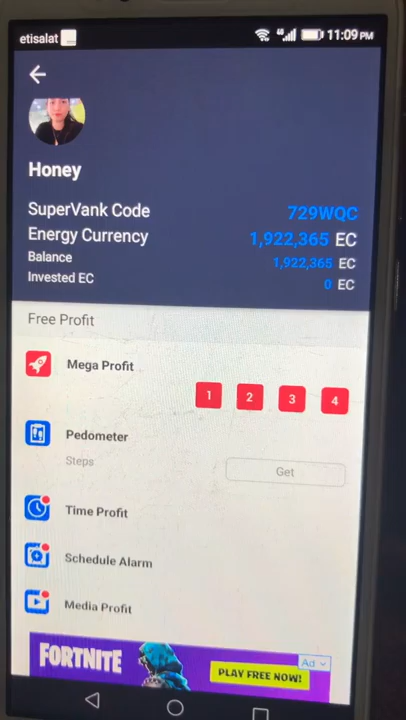 etisalat
4G
11:09 PM
Honey
SuperVank Code 729WQC
Energy Currency 1,922,365 EC
Balance 1,922,365 EC
Invested EC 0 EC
Free Profit
Mega Profit
1 2 3 4
Pedometer
Steps Get
Time Profit
Schedule Alarm
Media Profit
FORTNITE
PLAY FREE NOW!
Ad